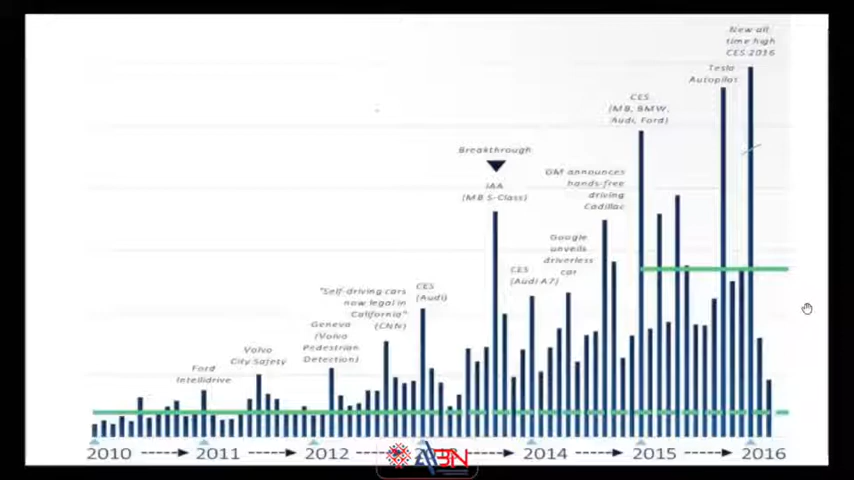 New all
time high
CES 2016
Tesla
Autopilot
CES
(MB, BMW,
Audi, Ford)
Breakthrough
IAA
(MB S-Class)
GM announces
hands-free
driving
Cadillac
Google
unveils
driverless
car
CES
(Audi A7)
CES
(Audi)
"Self-driving cars
now legal in
California"
(CNN)
Geneva
(Volvo
Pedestrian
Detection)
Volvo
City Safety
Ford
Intellidrive
2010
2011
2012
2014
2015
2016
ABN